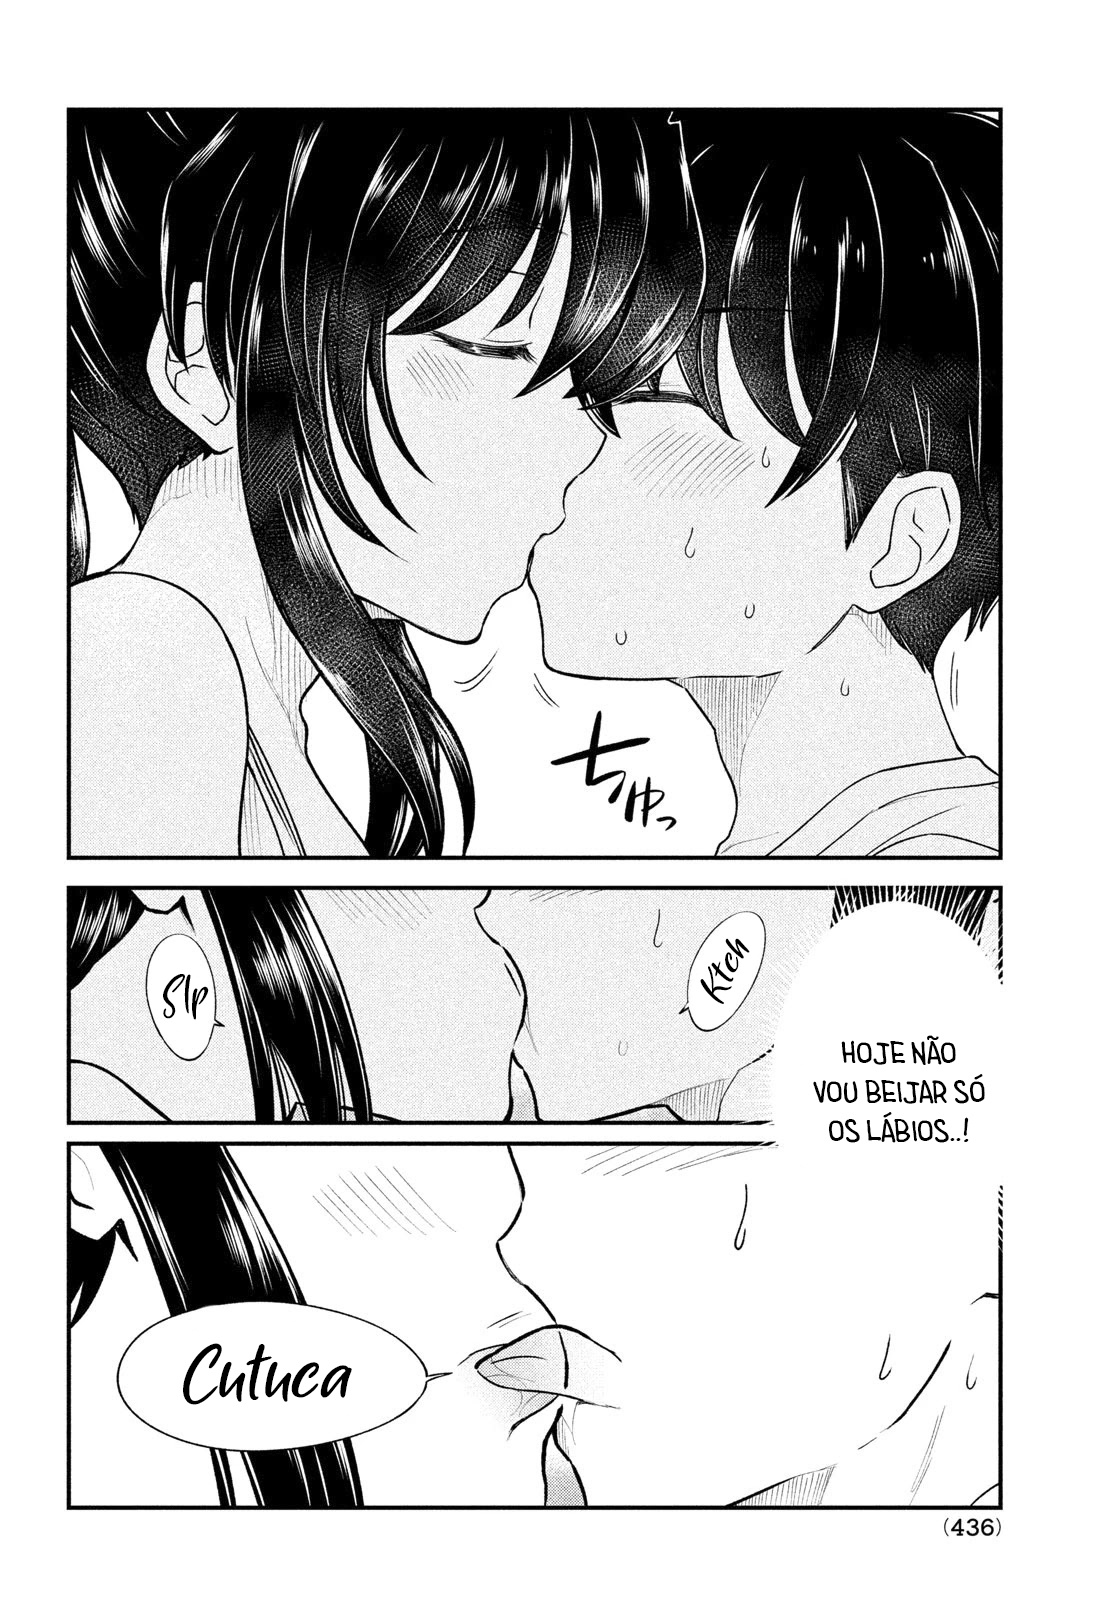 ちゅっ
HOJE NÃO
VOU BEIJAR SÓ
OS LÁBIOS..!
Ktch
Slp
Cutuca
(436)